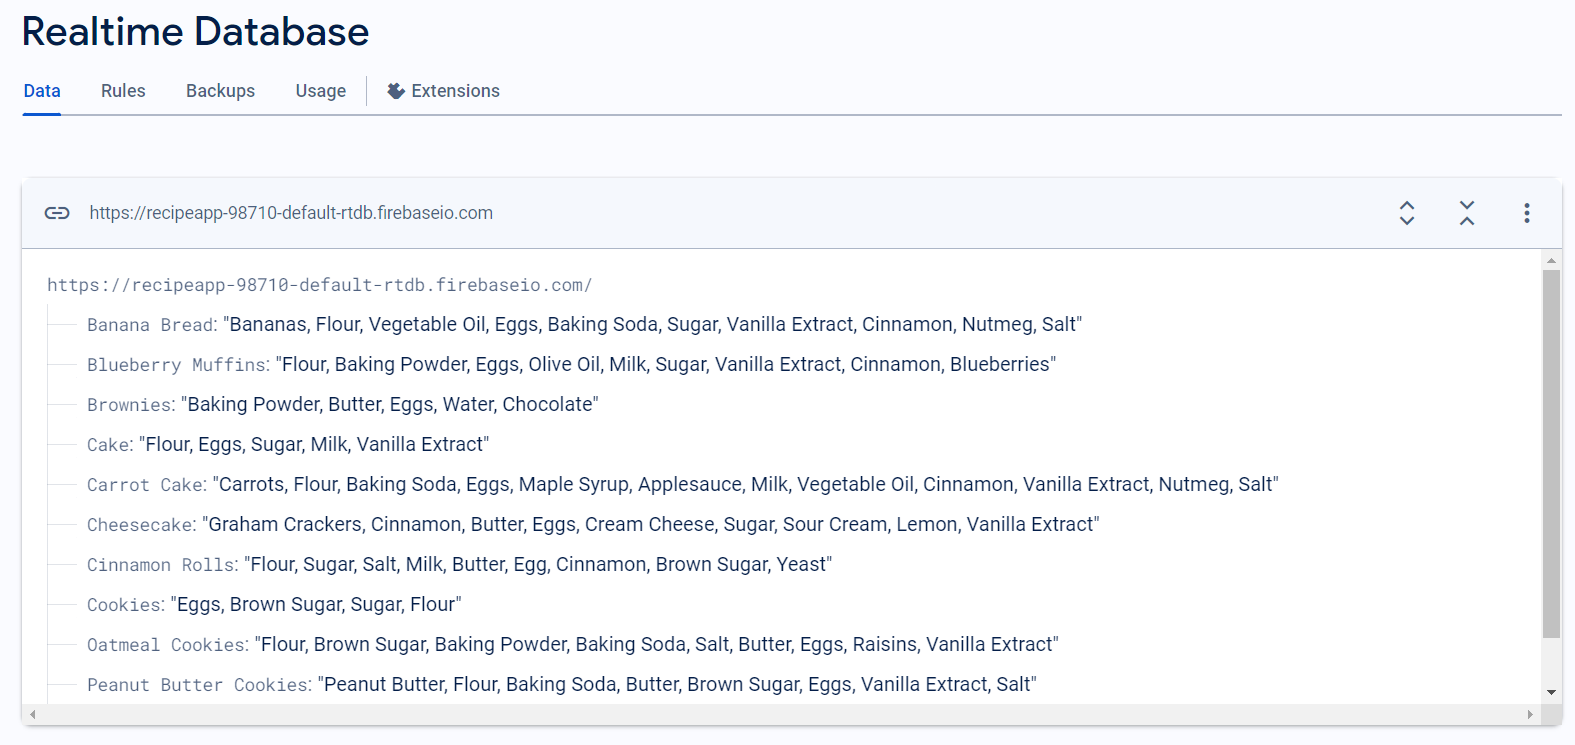 Realtime Database
Data Rules Backups Usage Extensions
https://recipeapp-98710-default-rtdb.firebaseio.com
https://recipeapp-98710-default-rtdb.firebaseio.com/
Banana Bread: "Bananas, Flour, Vegetable Oil, Eggs, Baking Soda, Sugar, Vanilla Extract, Cinnamon, Nutmeg, Salt"
Blueberry Muffins: "Flour, Baking Powder, Eggs, Olive Oil, Milk, Sugar, Vanilla Extract, Cinnamon, Blueberries"
Brownies: "Baking Powder, Butter, Eggs, Water, Chocolate"
Cake: "Flour, Eggs, Sugar, Milk, Vanilla Extract"
Carrot Cake: "Carrots, Flour, Baking Soda, Eggs, Maple Syrup, Applesauce, Milk, Vegetable Oil, Cinnamon, Vanilla Extract, Nutmeg, Salt"
Cheesecake: "Graham Crackers, Cinnamon, Butter, Eggs, Cream Cheese, Sugar, Sour Cream, Lemon, Vanilla Extract"
Cinnamon Rolls: "Flour, Sugar, Salt, Milk, Butter, Egg, Cinnamon, Brown Sugar, Yeast"
Cookies: "Eggs, Brown Sugar, Sugar, Flour"
Oatmeal Cookies: "Flour, Brown Sugar, Baking Powder, Baking Soda, Salt, Butter, Eggs, Raisins, Vanilla Extract"
Peanut Butter Cookies: "Peanut Butter, Flour, Baking Soda, Butter, Brown Sugar, Eggs, Vanilla Extract, Salt"